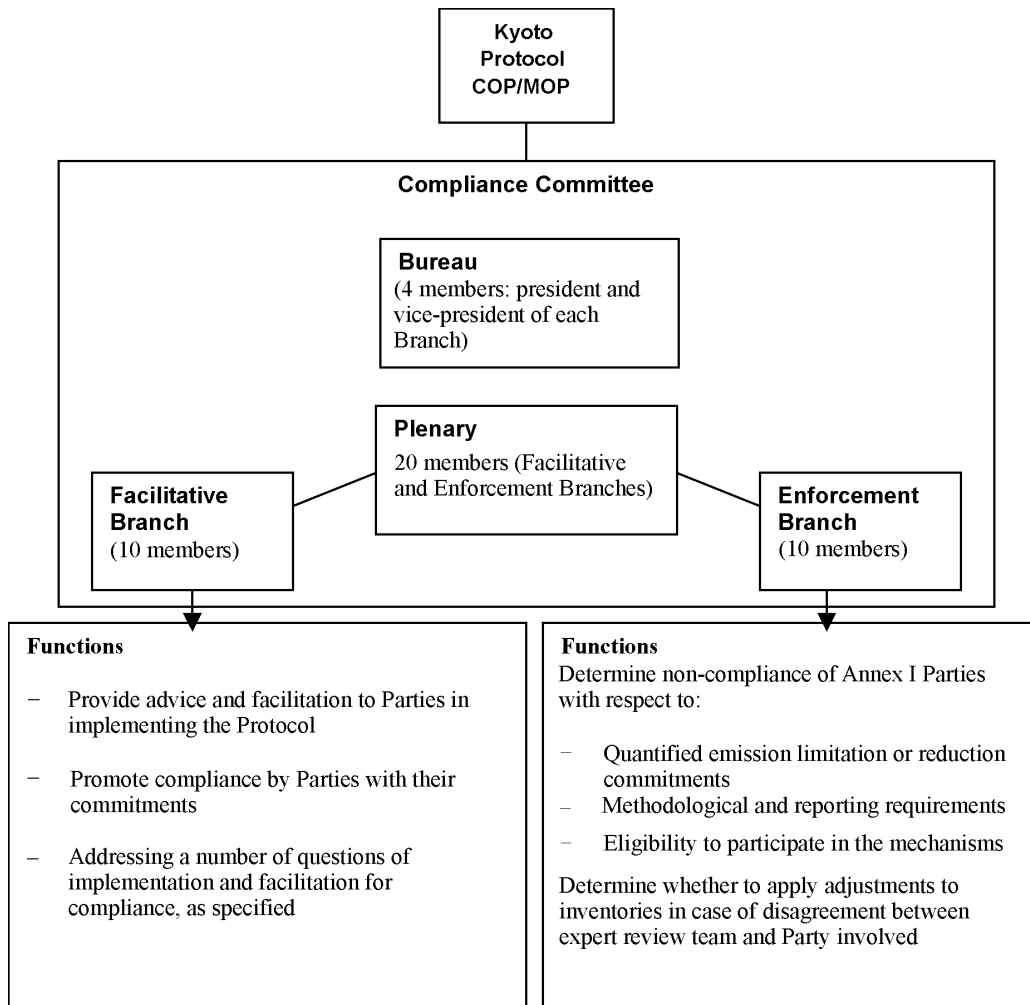 Kyoto
Protocol
COP/MOP
Compliance Committee
Bureau
(4 members: president and
vice-president of each
Branch)
Plenary
20 members (Facilitative
and Enforcement Branches)
Facilitative
Branch
(10 members)
Enforcement
Branch
(10 members)
Functions
– Provide advice and facilitation to Parties in
implementing the Protocol
– Promote compliance by Parties with their
commitments
– Addressing a number of questions of
implementation and facilitation for
compliance, as specified
Functions
Determine non-compliance of Annex I Parties
with respect to:
– Quantified emission limitation or reduction
commitments
– Methodological and reporting requirements
– Eligibility to participate in the mechanisms
Determine whether to apply adjustments to
inventories in case of disagreement between
expert review team and Party involved